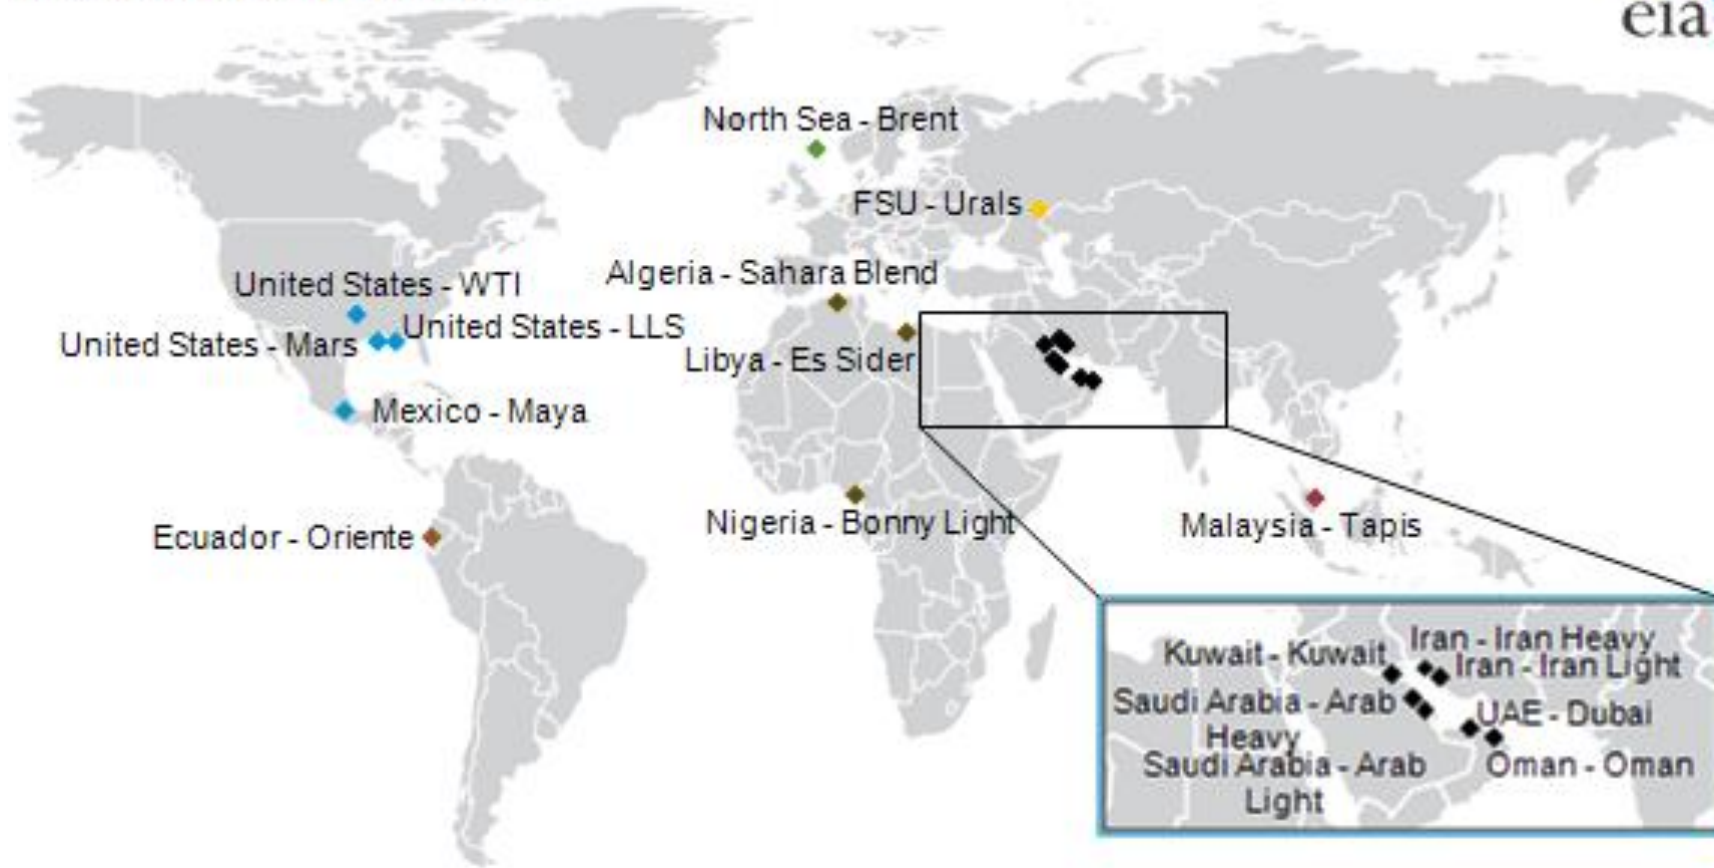 eia
North Sea - Brent
FSU - Urals
Algeria - Sahara Blend
United States - WTI
United States - LLS
United States - Mars
Libya - Es Sider
Mexico - Maya
Nigeria - Bonny Light
Malaysia - Tapis
Ecuador - Oriente
Iran - Iran Heavy
Kuwait - Kuwait
Iran - Iran Light
Saudi Arabia - Arab
Heavy
UAE - Dubai
Saudi Arabia - Arab
Light
Oman - Oman